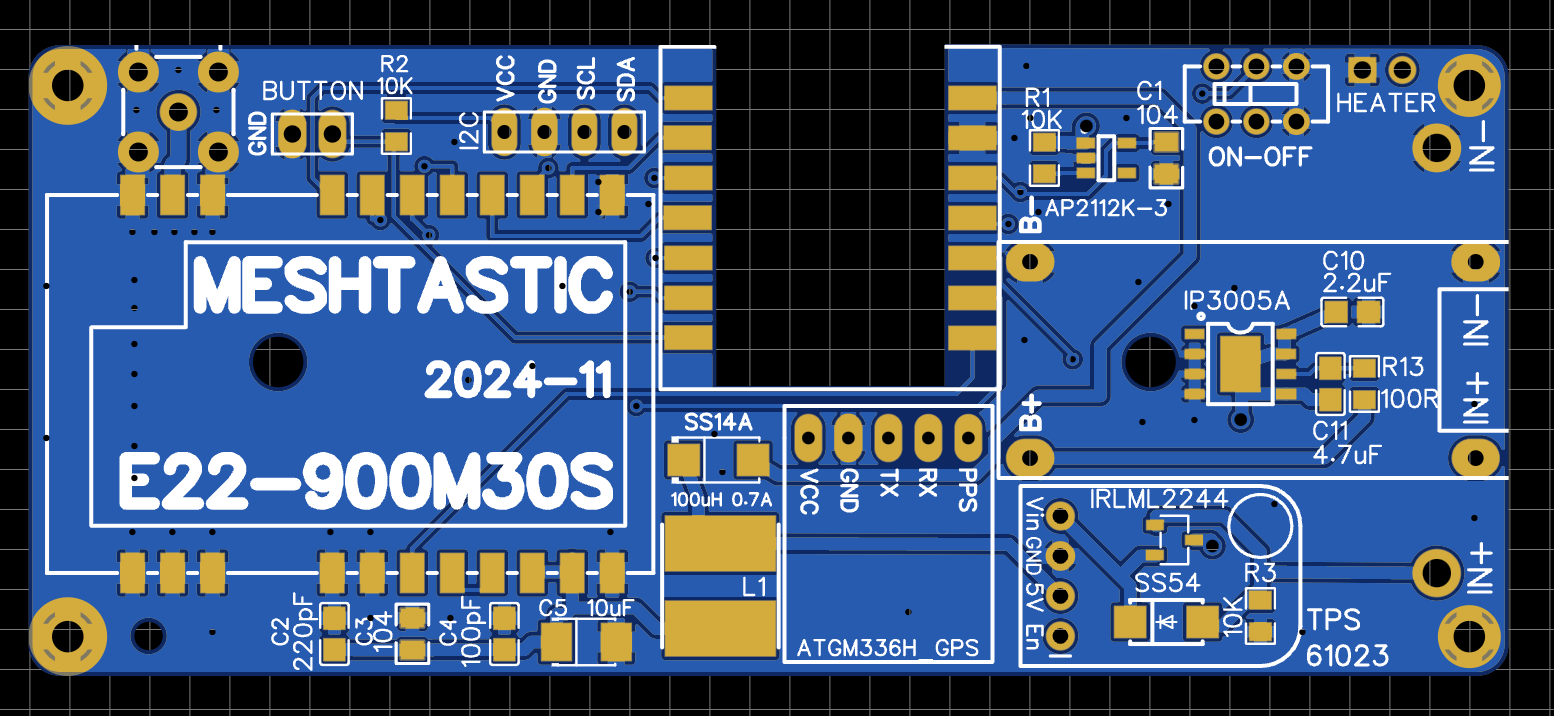 BUTTON
GND
R2
10K
I2C
VCC
GND
SCL
SDA
R1
10K
C1
104
AP2112K-3
HEATER
ON-OFF
IN-
B-
MESHTASTIC
2024-11
E22-900M30S
IP3005A
C10
2.2uF
R13
100R
C11
4.7uF
IN-
IN+
B+
SS14A
100uH 0.7A
L1
VCC
GND
TX
RX
PPS
ATGM336H_GPS
IRLML2244
Vin
GND
5V
En
SS54
R3
10K
TPS
61023
IN+
C2
220pF
C3
104
C4
100pF
C5 10uF